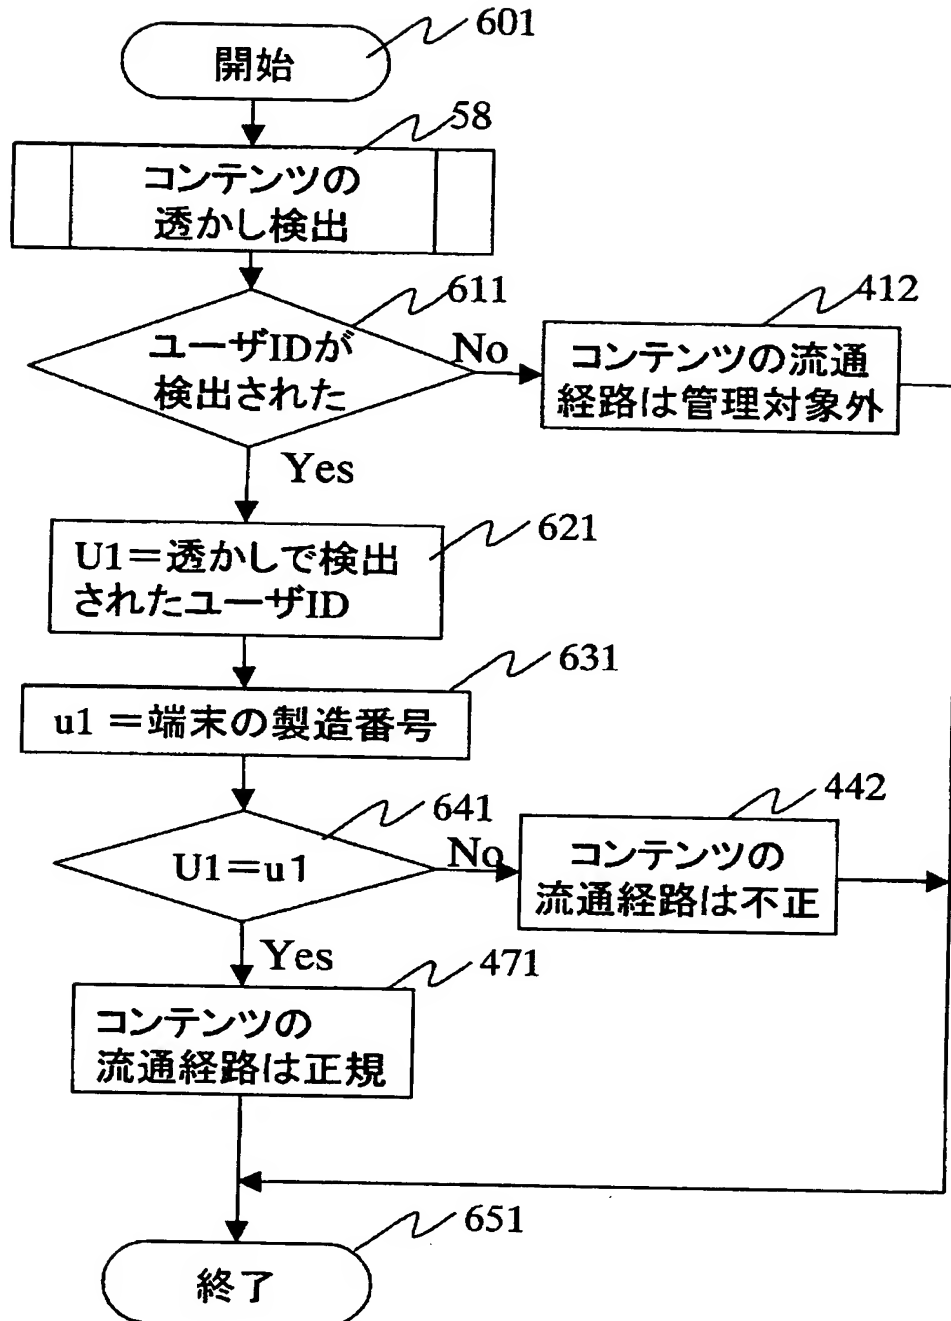 601
開始
58
コンテンツの
透かし検出
611
ユーザIDが
検出された
No
412
コンテンツの流通
経路は管理対象外
Yes
621
U1＝透かしで検出
されたユーザID
631
u1＝端末の製造番号
641
U1＝u1
No
442
コンテンツの
流通経路は不正
Yes
471
コンテンツの
流通経路は正規
651
終了